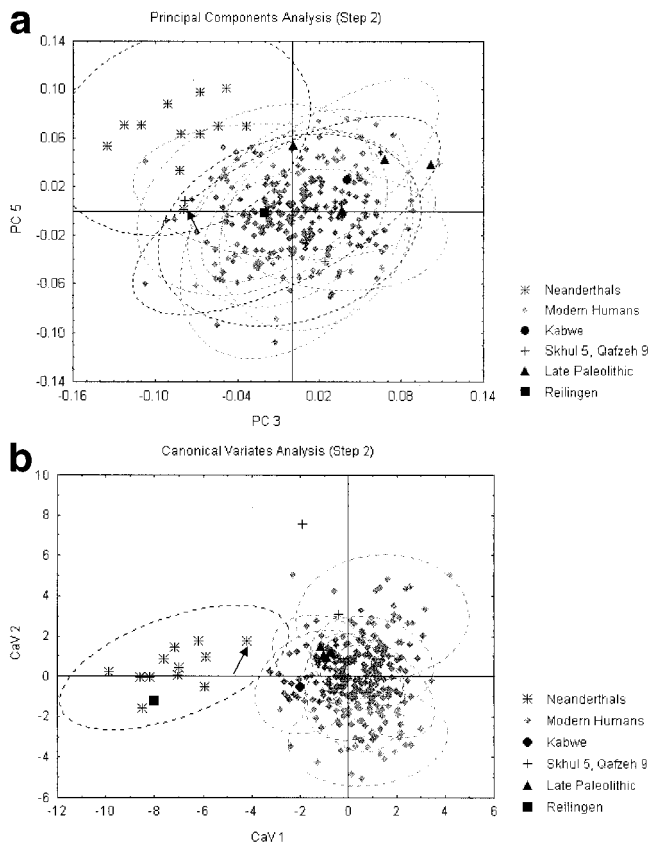 a
Principal Components Analysis (Step 2)
0.14
0.10
0.06
0.02
-0.02
-0.06
-0.10
-0.14
PC 5
-0.16
-0.10
-0.04
0.02
0.08
0.14
PC 3
Neanderthals
Modern Humans
Kabwe
Skhul 5, Qafzeh 9
Late Paleolithic
Reilingen
b
Canonical Variates Analysis (Step 2)
10
8
6
4
2
0
-2
-4
-6
CaV 2
-12
-10
-8
-6
-4
-2
0
2
4
6
CaV 1
Neanderthals
Modern Humans
Kabwe
Skhul 5, Qafzeh 9
Late Paleolithic
Reilingen